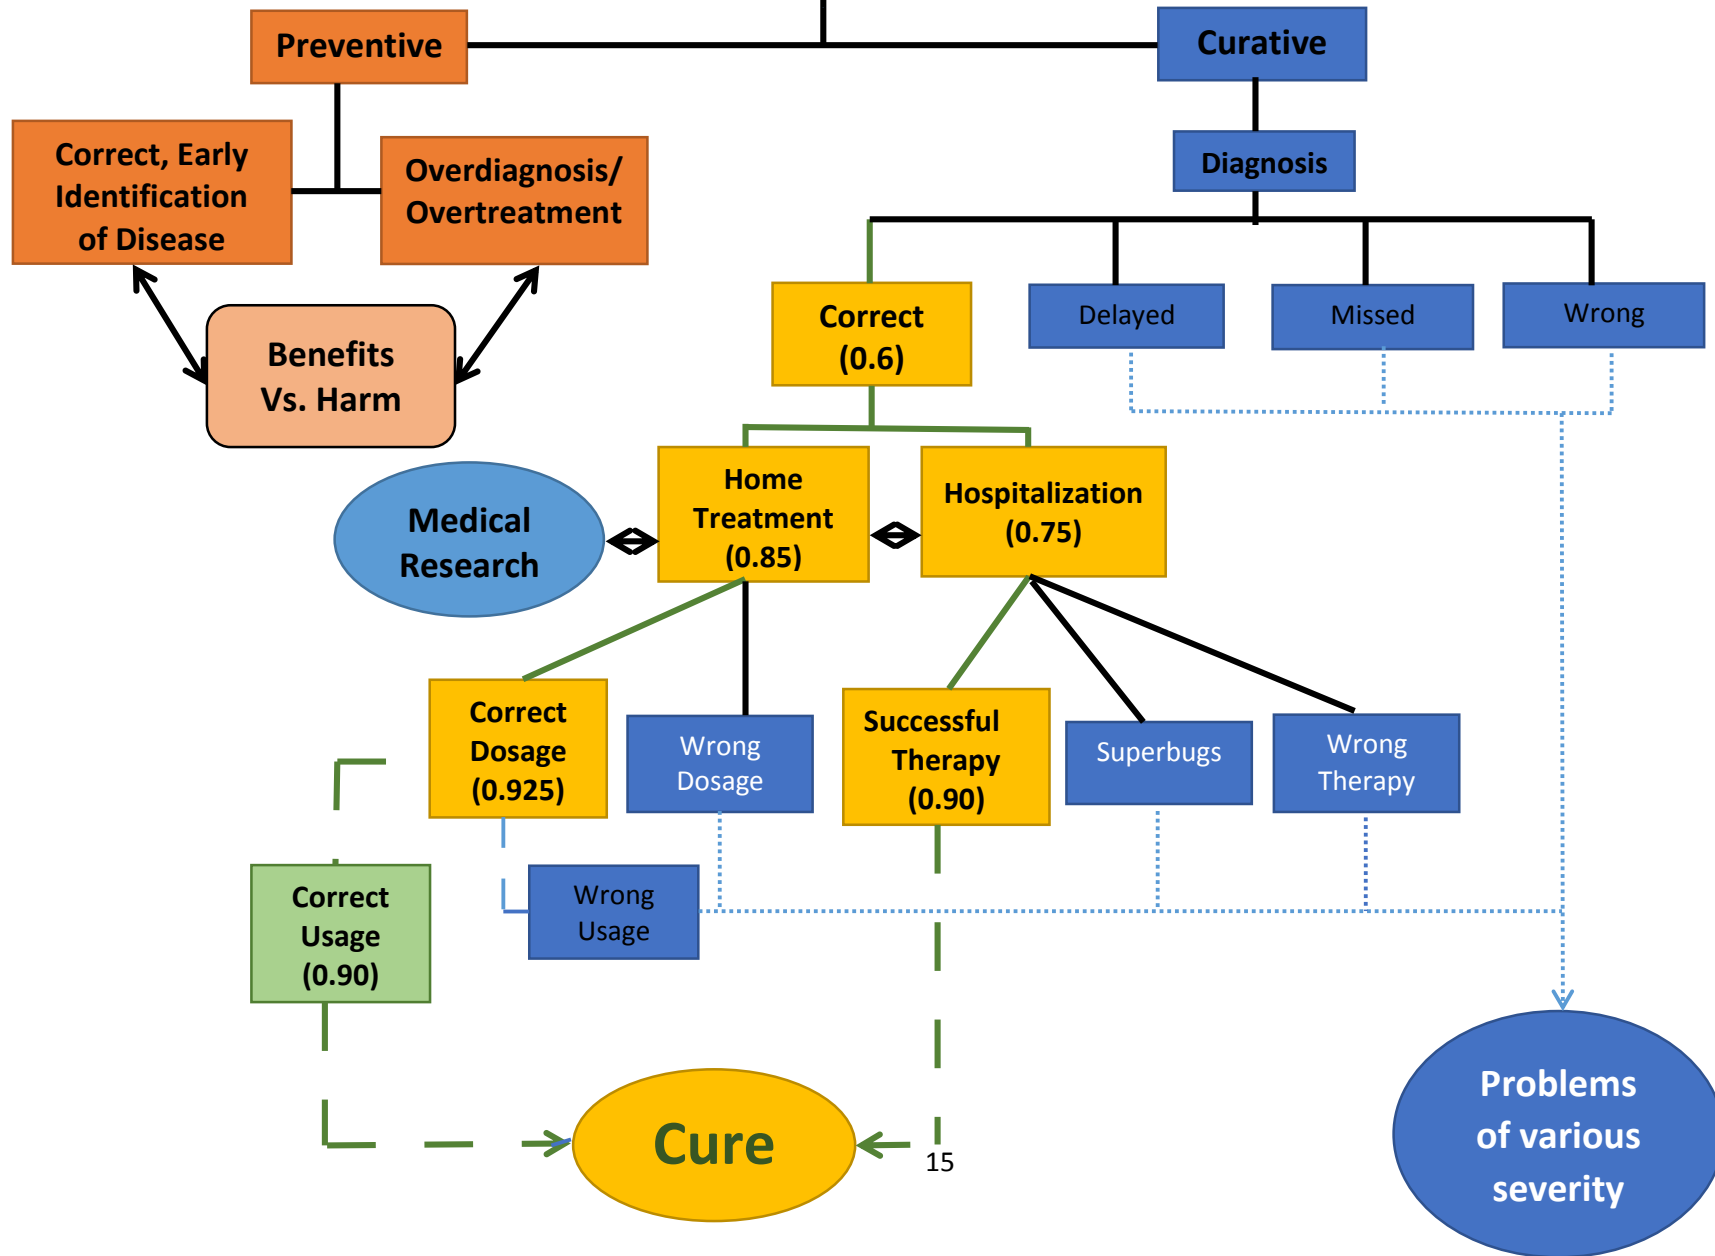 Preventive
Curative
Correct, Early
Identification
of Disease
Overdiagnosis/
Overtreatment
Diagnosis
Benefits
Vs. Harm
Correct
(0.6)
Delayed
Missed
Wrong
Medical
Research
Home
Treatment
(0.85)
Hospitalization
(0.75)
Correct
Dosage
(0.925)
Wrong
Dosage
Successful
Therapy
(0.90)
Superbugs
Wrong
Therapy
Correct
Usage
(0.90)
Wrong
Usage
Cure
15
Problems
of various
severity